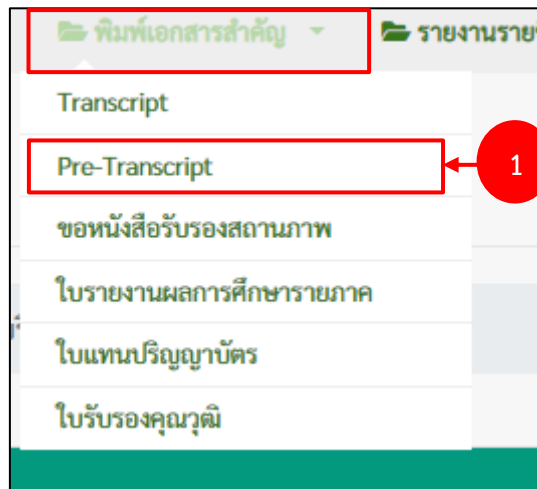 พิมพ์เอกสารสำคัญ รายงานราย
Transcript
Pre-Transcript
1
ขอหนังสือรับรองสถานภาพ
ใบรายงานผลการศึกษารายภาค
ใบแทนปริญญาบัตร
ใบรับรองคุณวุฒิ